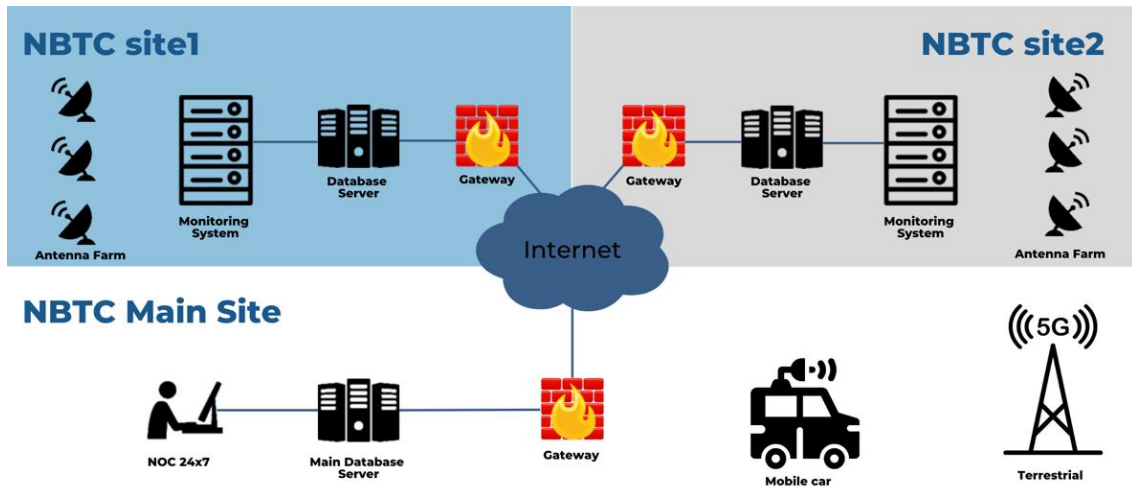 NBTC site1
NBTC site2
Antenna Farm
Monitoring
System
Database
Server
Gateway
Internet
Gateway
Database
Server
Monitoring
System
Antenna Farm
NBTC Main Site
NOC 24x7
Main Database
Server
Gateway
Mobile car
5G
Terrestrial